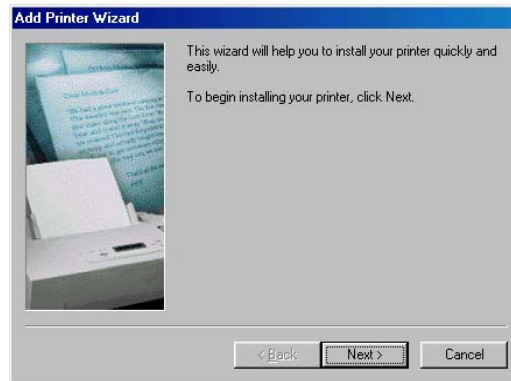 Add Printer Wizard
This wizard will help you to install your printer quickly and
easily.
To begin installing your printer, click Next.
< Back
Next >
Cancel